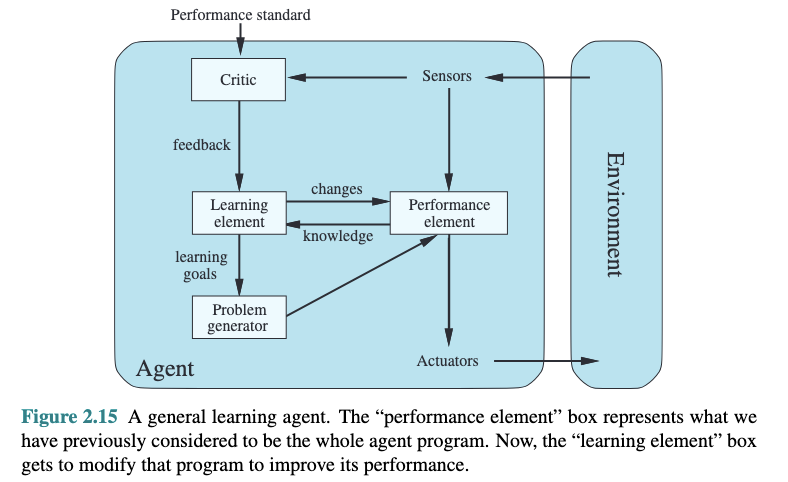 Performance standard
Critic
Sensors
feedback
Environment
changes
Learning
element
Performance
element
knowledge
learning
goals
Problem
generator
Agent
Actuators
Figure 2.15 A general learning agent. The “performance element” box represents what we
have previously considered to be the whole agent program. Now, the “learning element” box
gets to modify that program to improve its performance.